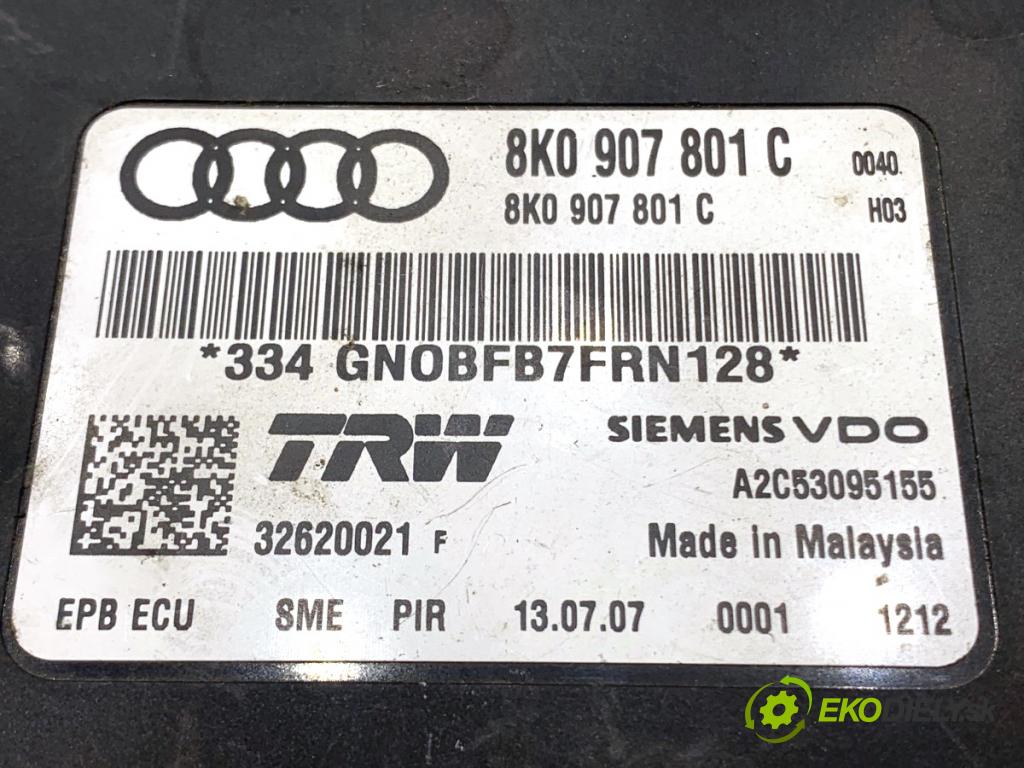 8K0 907 801 C 0040
8K0 907 801 C H03
*334 GN0BFB7FRN128*
TRW SIEMENS VDO
A2C53095155
32620021 F Made in Malaysia
EPB ECU SME PIR 13.07.07 0001 1212
EKODIELY.SK